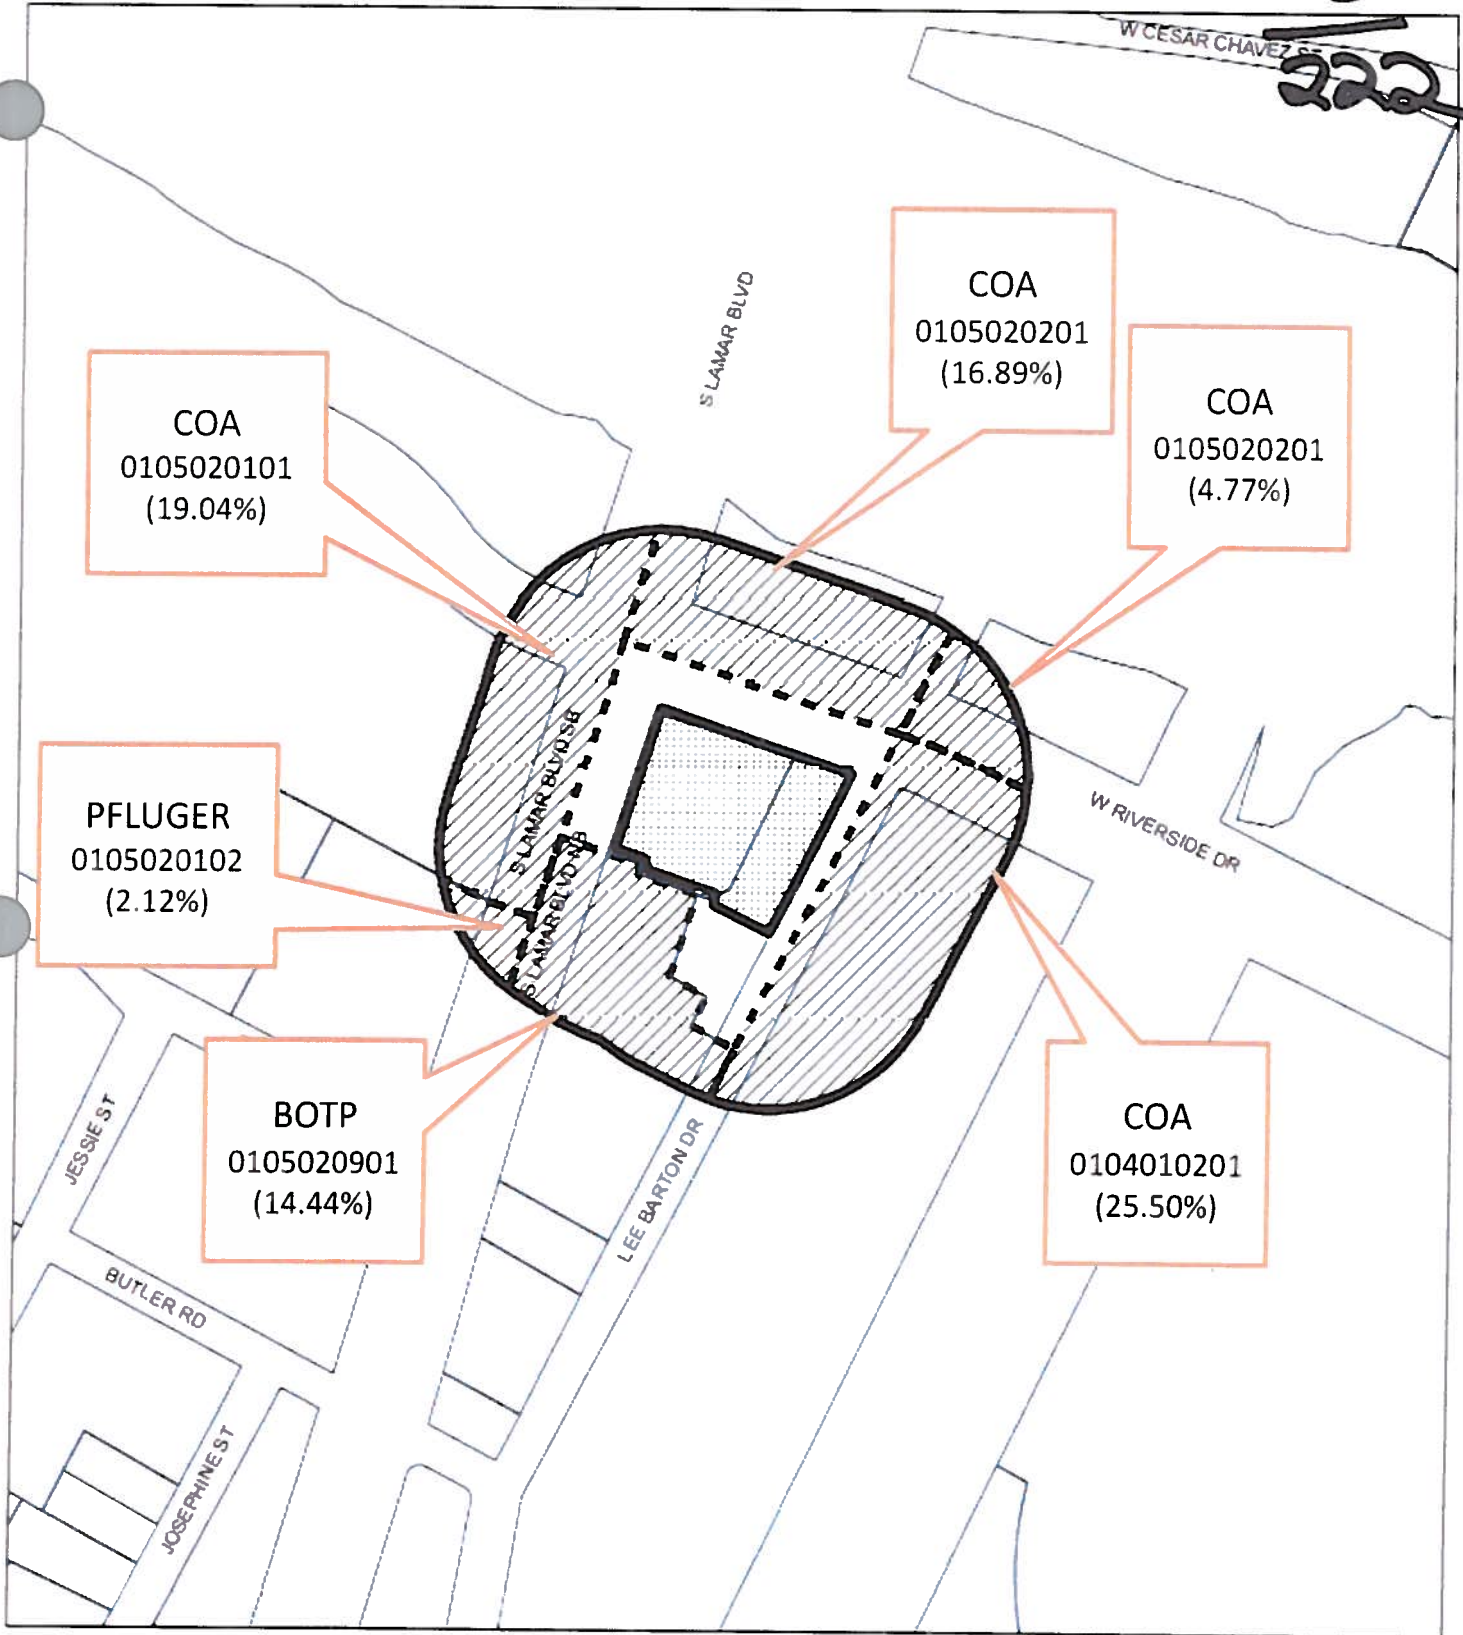 W CESAR CHAVEZ ST
222
S LAMAR BLVD
COA
0105020201
(16.89%)
COA
0105020201
(4.77%)
COA
0105020101
(19.04%)
S LAMAR BLVD SB
S LAMAR BLVD NB
PFLUGER
0105020102
(2.12%)
W RIVERSIDE DR
BOTP
0105020901
(14.44%)
COA
0104010201
(25.50%)
JESSIE ST
LEE BARTON DR
BUTLER RD
JOSEPHINE ST